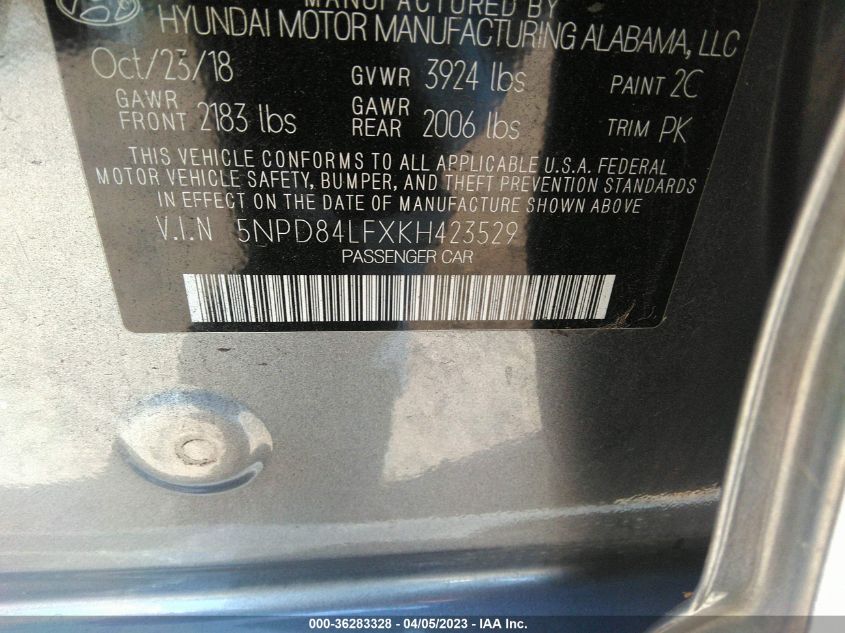 MANUFACTURED BY
HYUNDAI MOTOR MANUFACTURING ALABAMA, LLC
Oct/23/18 GVWR 3924 lbs PAINT 2C
GAWR FRONT 2183 lbs GAWR REAR 2006 lbs TRIM PK
THIS VEHICLE CONFORMS TO ALL APPLICABLE U.S.A. FEDERAL
MOTOR VEHICLE SAFETY, BUMPER, AND THEFT PREVENTION STANDARDS
IN EFFECT ON THE DATE OF MANUFACTURE SHOWN ABOVE
V.I.N 5NPD84LFXKH423529
PASSENGER CAR
000-36283328 - 04/05/2023 - IAA Inc.